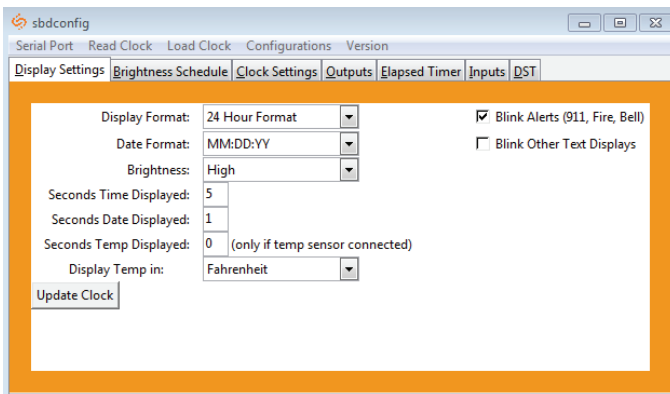 sbdconfig
Serial Port Read Clock Load Clock Configurations Version
Display Settings Brightness Schedule Clock Settings Outputs Elapsed Timer Inputs DST
Display Format: 24 Hour Format Blink Alerts (911, Fire, Bell)
Date Format: MM:DD:YY Blink Other Text Displays
Brightness: High
Seconds Time Displayed: 5
Seconds Date Displayed: 1
Seconds Temp Displayed: 0 (only if temp sensor connected)
Display Temp in: Fahrenheit
Update Clock